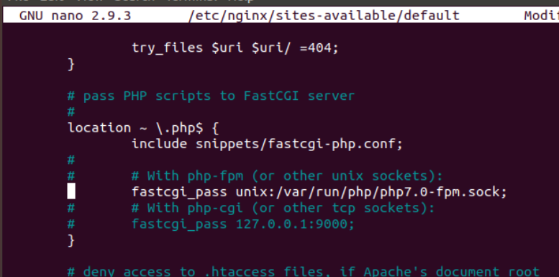 GNU nano 2.9.3 /etc/nginx/sites-available/default Modif
try_files $uri $uri/ =404;
}
# pass PHP scripts to FastCGI server
#
location ~ \.php$ {
include snippets/fastcgi-php.conf;
#
# # With php-fpm (or other unix sockets):
fastcgi_pass unix:/var/run/php/php7.0-fpm.sock;
# # With php-cgi (or other tcp sockets):
# fastcgi_pass 127.0.0.1:9000;
}
# deny access to .htaccess files, if Apache's document root